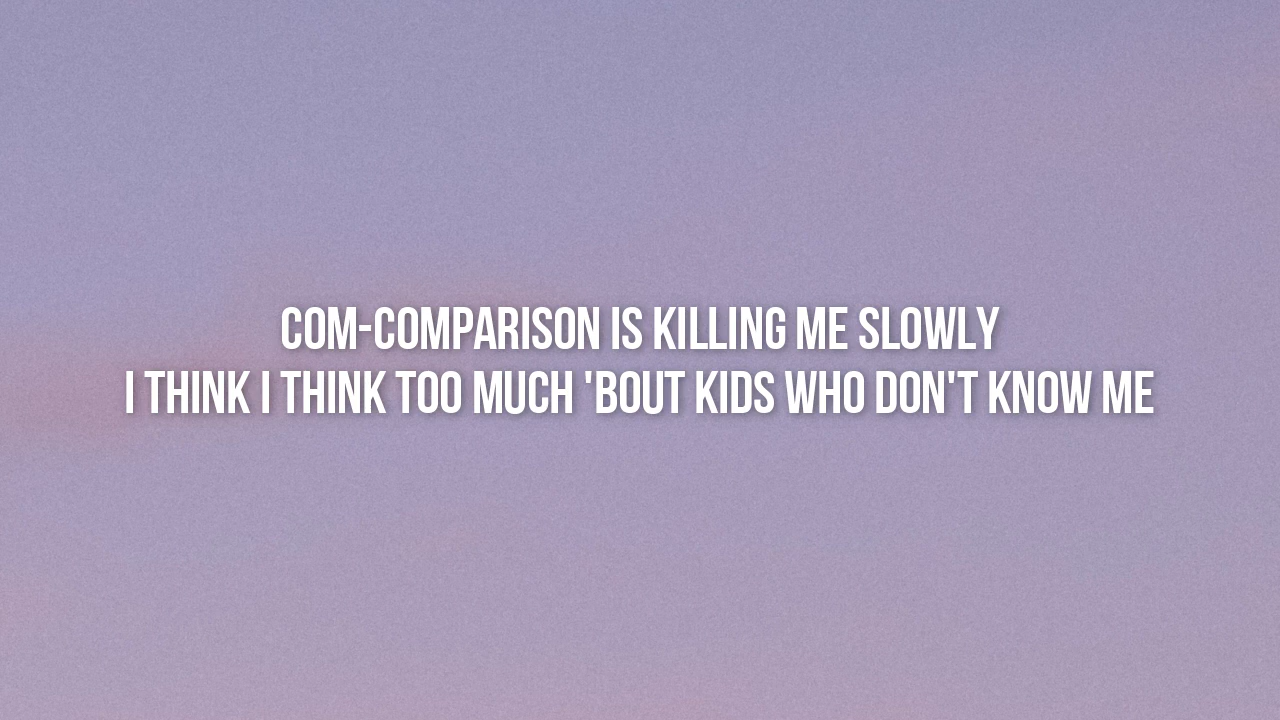 COM-COMPARISON IS KILLING ME SLOWLY
I THINK I THINK TOO MUCH 'BOUT KIDS WHO DON'T KNOW ME